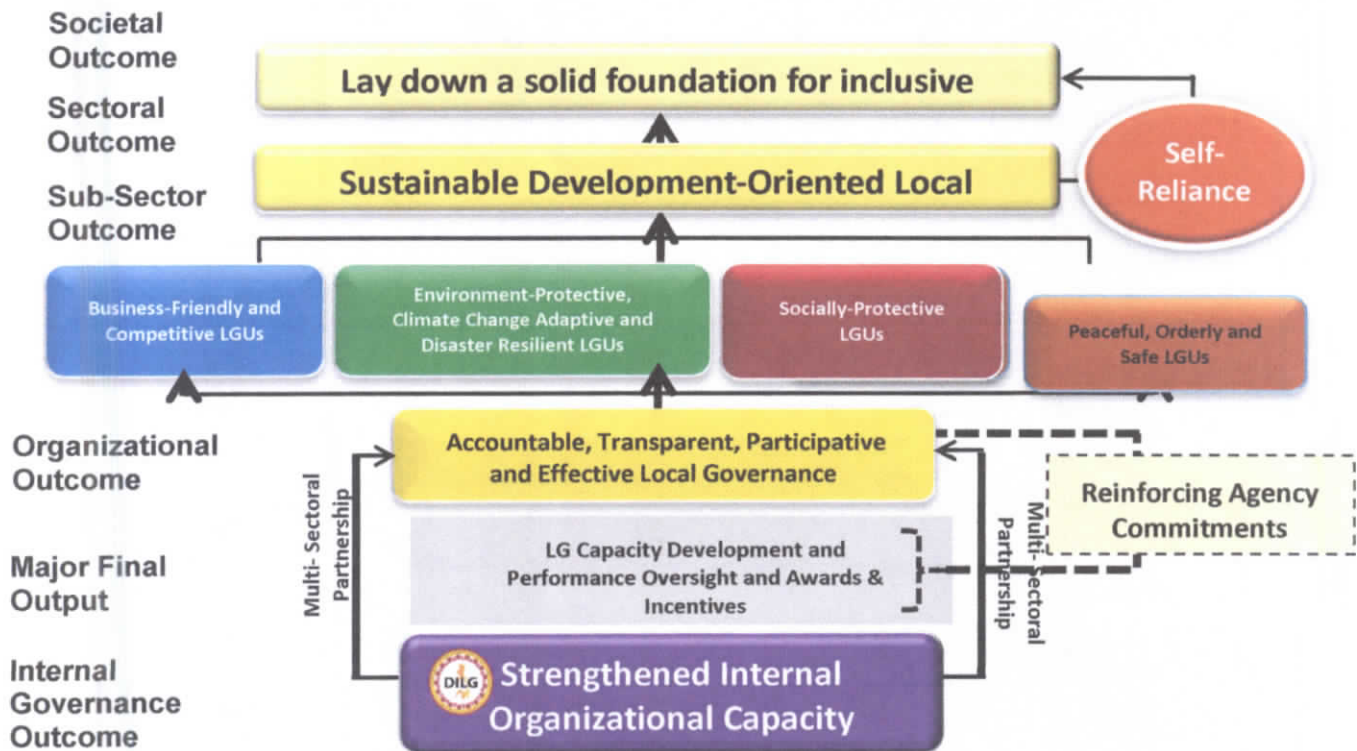 Societal
Outcome
Lay down a solid foundation for inclusive
Sectoral
Outcome
Sustainable Development-Oriented Local
Self-
Reliance
Sub-Sector
Outcome
Business-Friendly and
Competitive LGUs
Environment-Protective,
Climate Change Adaptive and
Disaster Resilient LGUs
Socially-Protective
LGUs
Peaceful, Orderly and
Safe LGUs
Organizational
Outcome
Accountable, Transparent, Participative
and Effective Local Governance
Reinforcing Agency
Commitments
Multi- Sectoral
Partnership
Multi- Sectoral
Partnership
Major Final
Output
LG Capacity Development and
Performance Oversight and Awards &
Incentives
Internal
Governance
Outcome
DILG
Strengthened Internal
Organizational Capacity